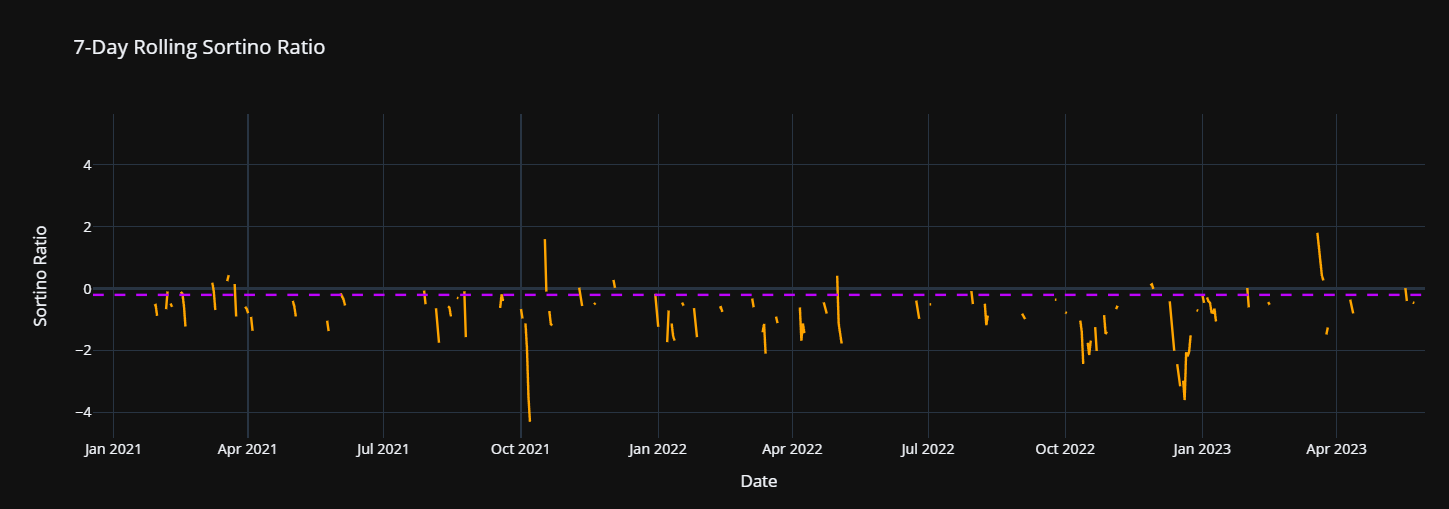 7-Day Rolling Sortino Ratio
Sortino Ratio
4
2
0
−2
−4
Jan 2021 Apr 2021 Jul 2021 Oct 2021 Jan 2022 Apr 2022 Jul 2022 Oct 2022 Jan 2023 Apr 2023
Date